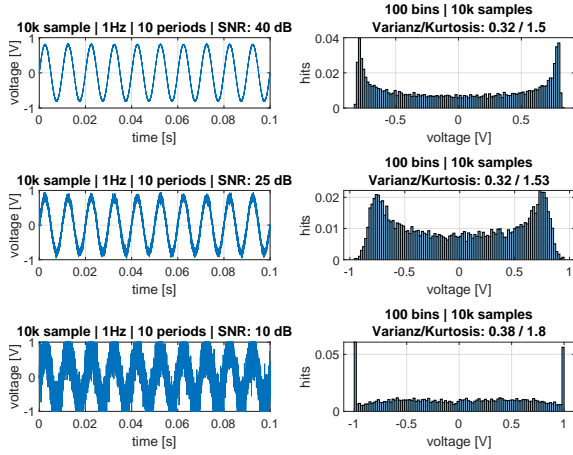 10k sample | 1Hz | 10 periods | SNR: 40 dB
voltage [V]
1
0
-1
0 0.02 0.04 0.06 0.08 0.1
time [s]
100 bins | 10k samples
Varianz/Kurtosis: 0.32 / 1.5
hits
0.04
0.02
0
-0.5 0 0.5
voltage [V]
10k sample | 1Hz | 10 periods | SNR: 25 dB
voltage [V]
1
0
-1
0 0.02 0.04 0.06 0.08 0.1
time [s]
100 bins | 10k samples
Varianz/Kurtosis: 0.32 / 1.53
hits
0.02
0.01
0
-1 -0.5 0 0.5 1
voltage [V]
10k sample | 1Hz | 10 periods | SNR: 10 dB
voltage [V]
1
0
-1
0 0.02 0.04 0.06 0.08 0.1
time [s]
100 bins | 10k samples
Varianz/Kurtosis: 0.38 / 1.8
hits
0.05
0
-1 -0.5 0 0.5 1
voltage [V]